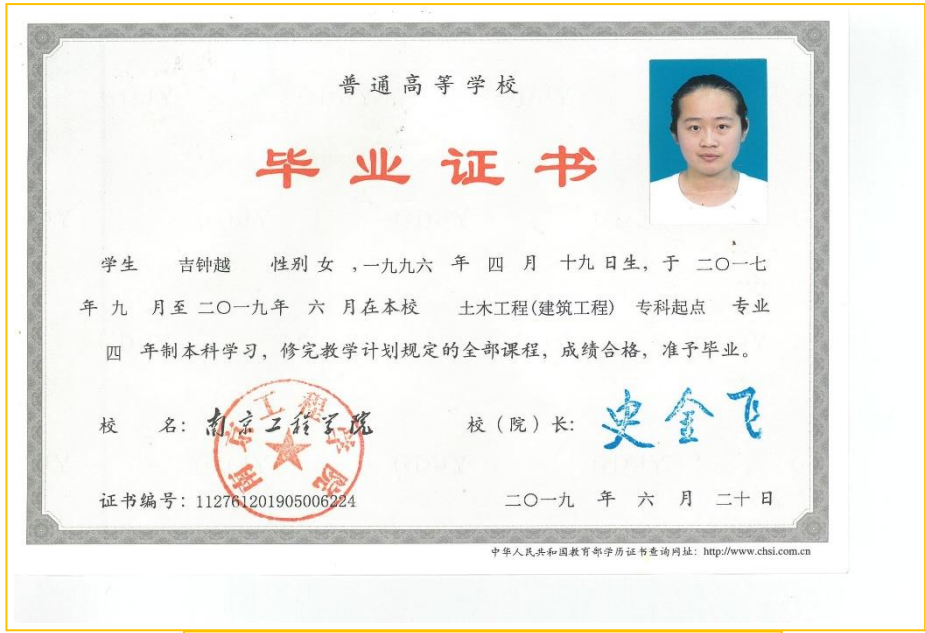 普通高等学校
毕业证书
学生 吉钟越 性别 女 ,一九九六 年 四 月 十九 日生，于 二〇一七
年 九 月至 二〇一九年 六 月在本校 土木工程(建筑工程) 专科起点 专业
四 年制本科学习，修完教学计划规定的全部课程，成绩合格，准予毕业。
校 名：南京工程学院 校（院）长：史金飞
南京工程学院
证书编号：112761201905006224 二〇一九 年 六 月 二十 日
中华人民共和国教育部学历证书查询网址：http://www.chsi.com.cn